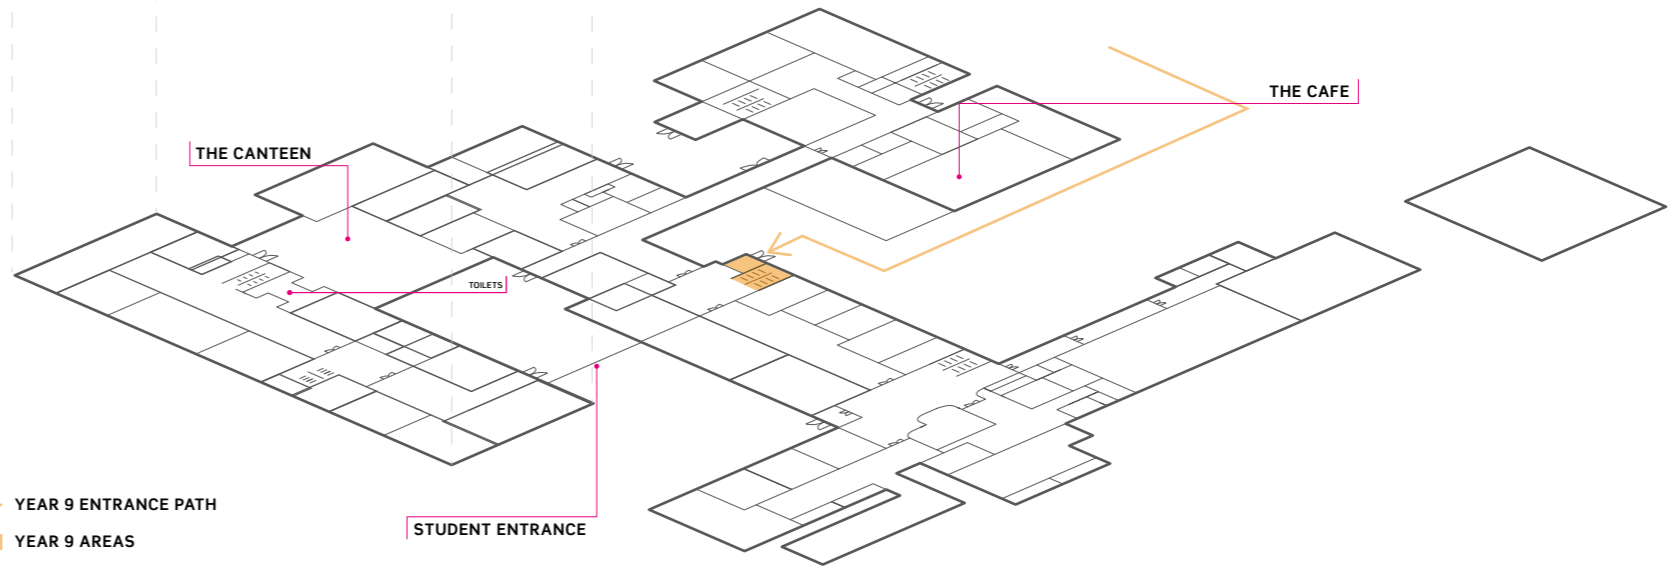 THE CAFE
THE CANTEEN
TOILETS
YEAR 9 ENTRANCE PATH
STUDENT ENTRANCE
YEAR 9 AREAS